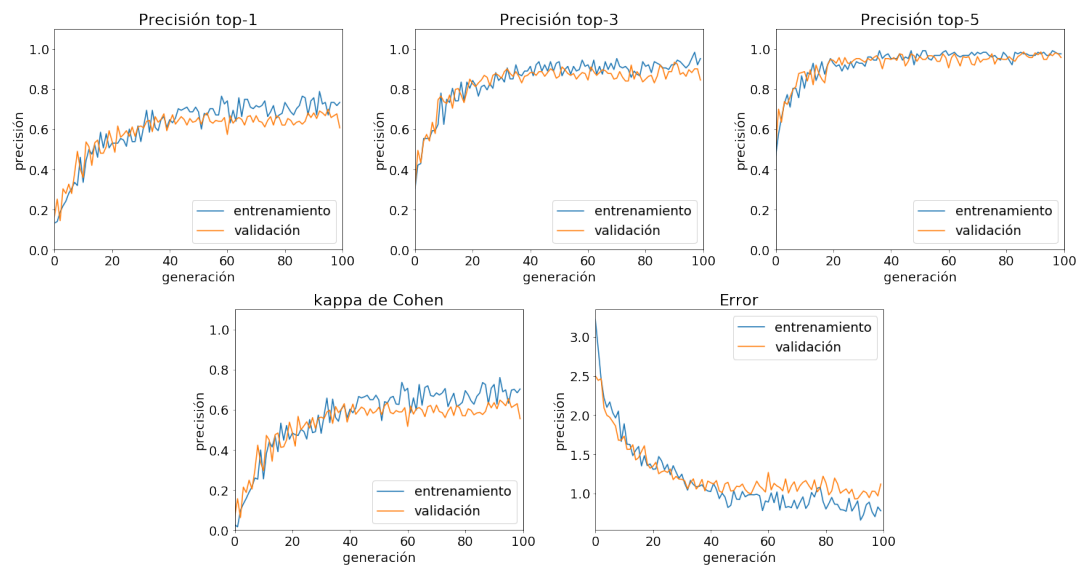 Precisión top-1
1.0
0.8
0.6
0.4
0.2
0.0
precisión
entrenamiento
validación
0 20 40 60 80 100
generación
Precisión top-3
1.0
0.8
0.6
0.4
0.2
0.0
precisión
entrenamiento
validación
0 20 40 60 80 100
generación
Precisión top-5
1.0
0.8
0.6
0.4
0.2
0.0
precisión
entrenamiento
validación
0 20 40 60 80 100
generación
kappa de Cohen
1.0
0.8
0.6
0.4
0.2
0.0
precisión
entrenamiento
validación
0 20 40 60 80 100
generación
Error
3.0
2.5
2.0
1.5
1.0
precisión
entrenamiento
validación
0 20 40 60 80 100
generación